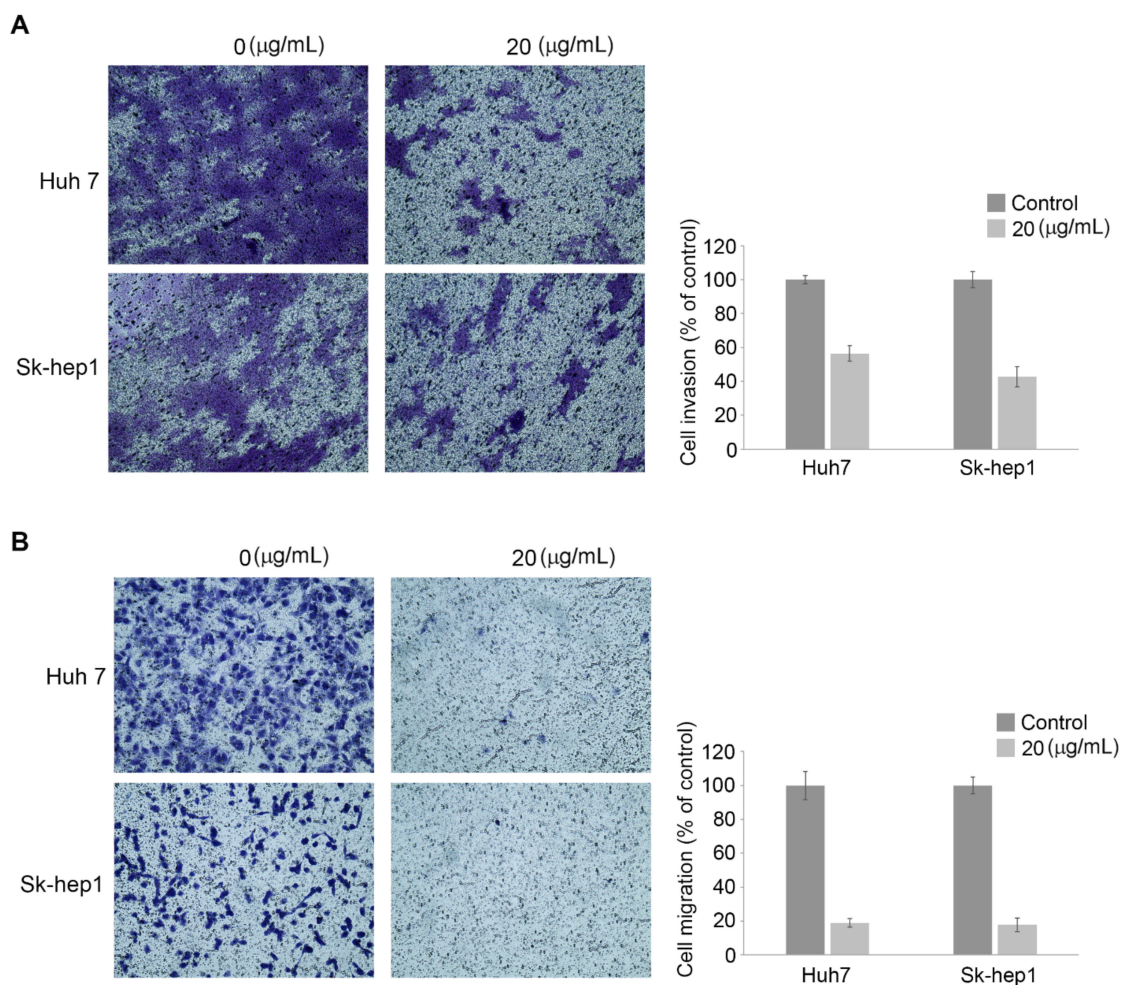 A
0 (μg/mL)
20 (μg/mL)
Huh 7
Sk-hep1
Control
20 (μg/mL)
Cell invasion (% of control)
120
100
80
60
40
20
0
Huh7
Sk-hep1
B
0 (μg/mL)
20 (μg/mL)
Huh 7
Sk-hep1
Control
20 (μg/mL)
Cell migration (% of control)
120
100
80
60
40
20
0
Huh7
Sk-hep1